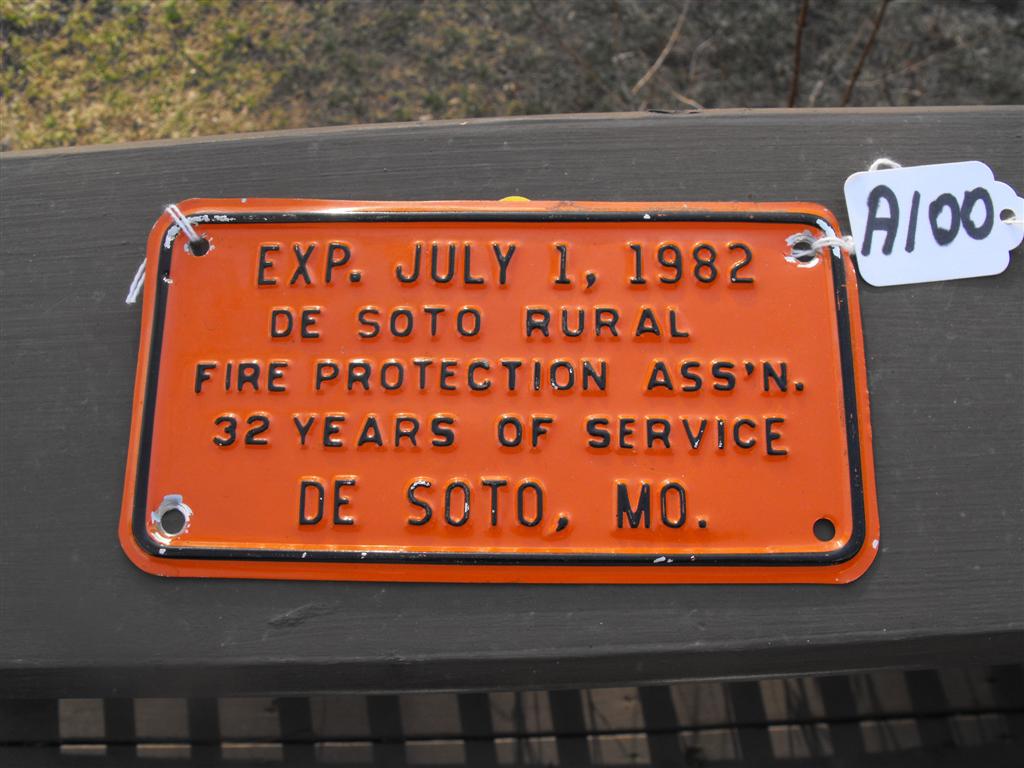 EXP. JULY 1, 1982
DE SOTO RURAL
FIRE PROTECTION ASS'N.
32 YEARS OF SERVICE
DE SOTO, MO.
A100